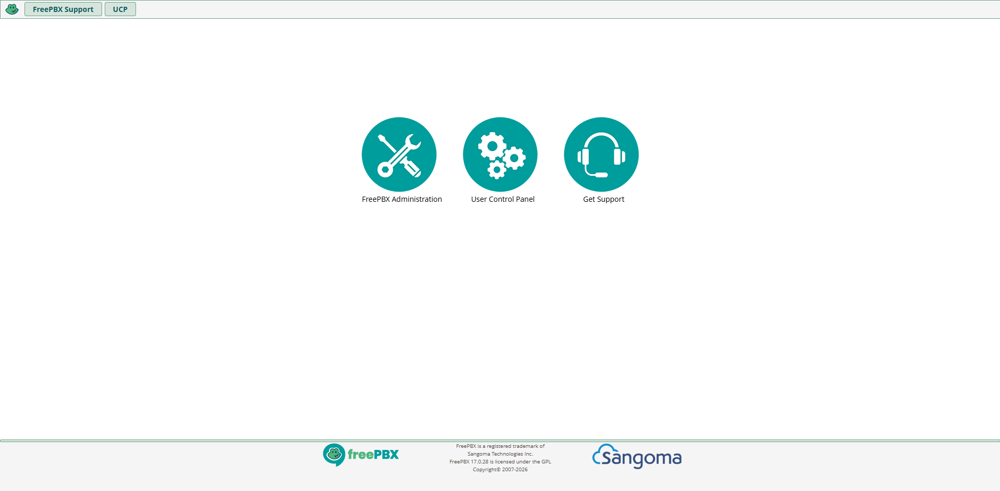 FreePBX Support
UCP
FreePBX Administration
User Control Panel
Get Support
freePBX
FreePBX is a registered trademark of
Sangoma Technologies Inc.
FreePBX 17.0.28 is licensed under the GPL
Copyright© 2007-2026
Sangoma